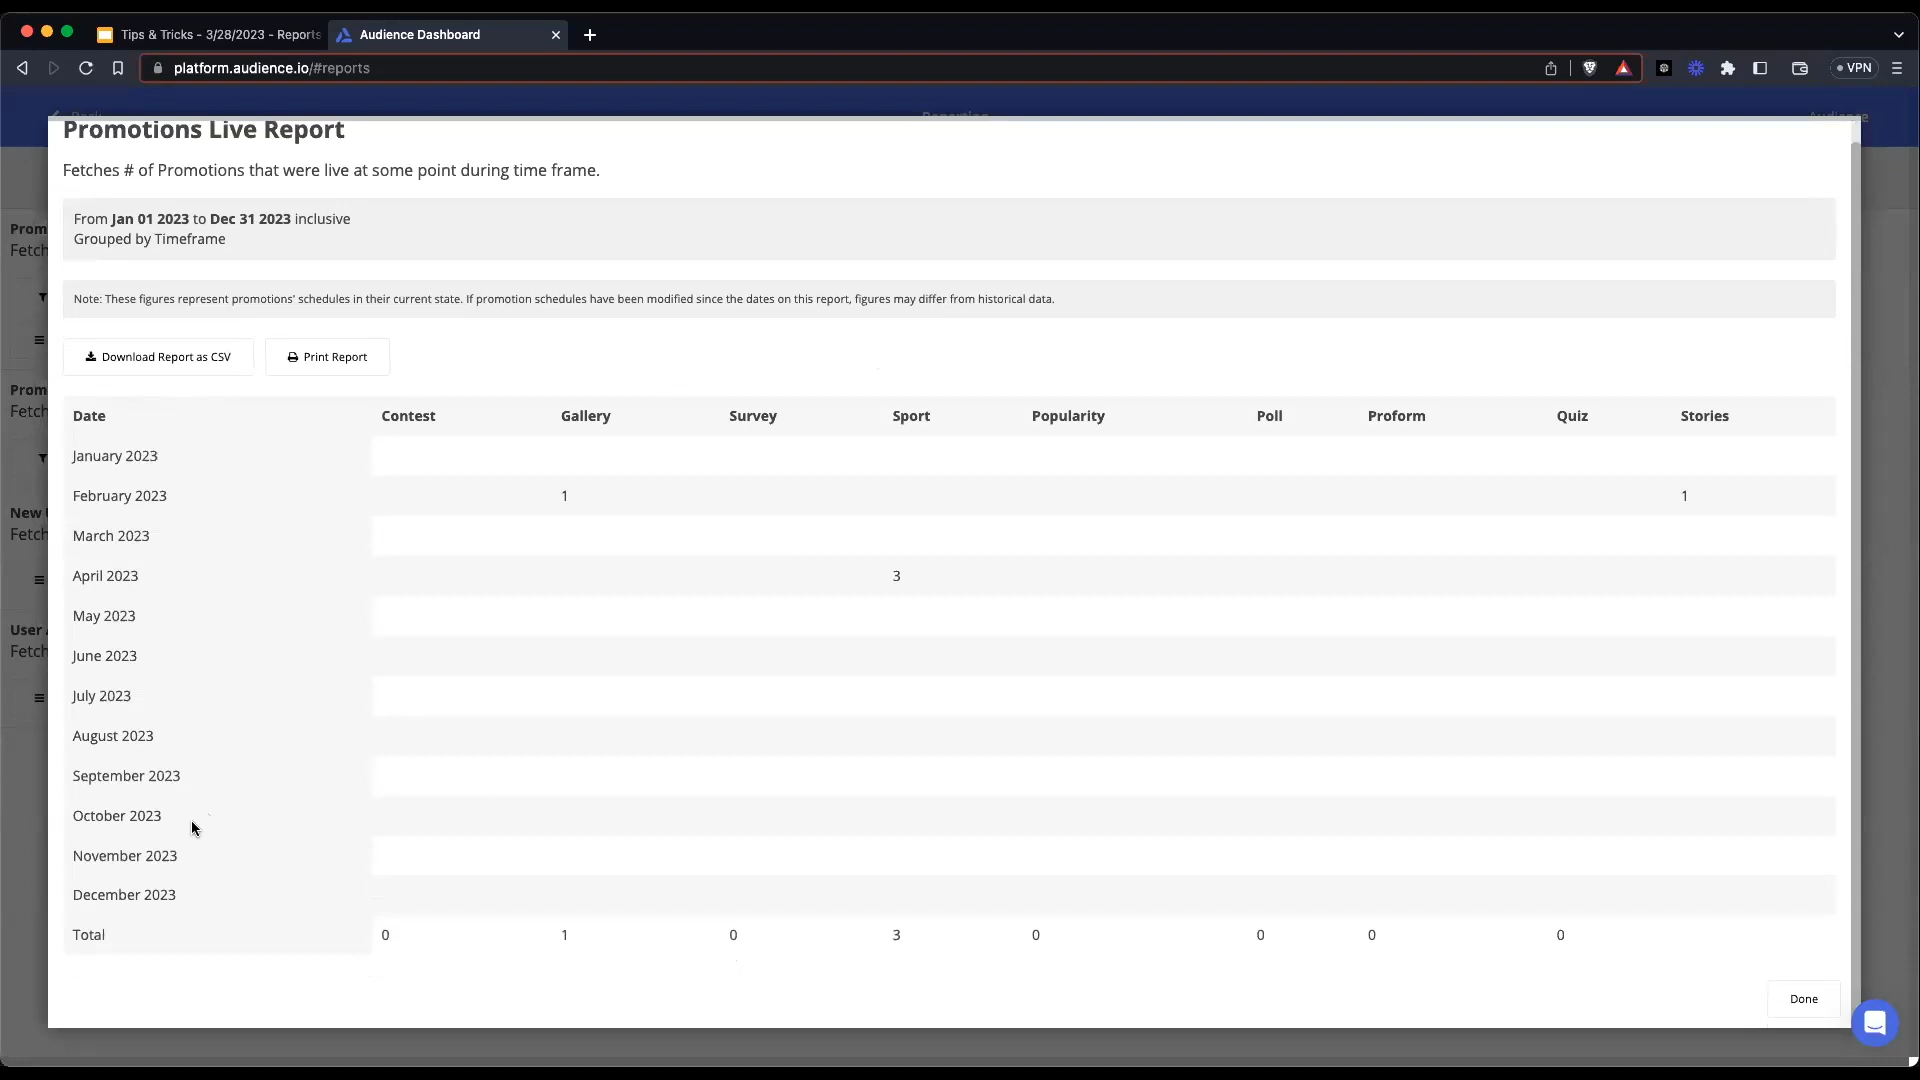 Tips & Tricks - 3/28/2023 - Reports
Audience Dashboard
platform.audience.io/#reports
VPN
Back
Reporting
Audience
Promotions Live Report
Fetches # of Promotions that were live at some point during time frame.
From Jan 01 2023 to Dec 31 2023 inclusive
Grouped by Timeframe
Note: These figures represent promotions' schedules in their current state. If promotion schedules have been modified since the dates on this report, figures may differ from historical data.
Download Report as CSV Print Report
Date Contest Gallery Survey Sport Popularity Poll Proform Quiz Stories
January 2023
February 2023 1 1
March 2023
April 2023 3
May 2023
June 2023
July 2023
August 2023
September 2023
October 2023
November 2023
December 2023
Total 0 1 0 3 0 0 0 0
Done
Prom
Fetch
Prom
Fetch
New
Fetch
User
Fetch